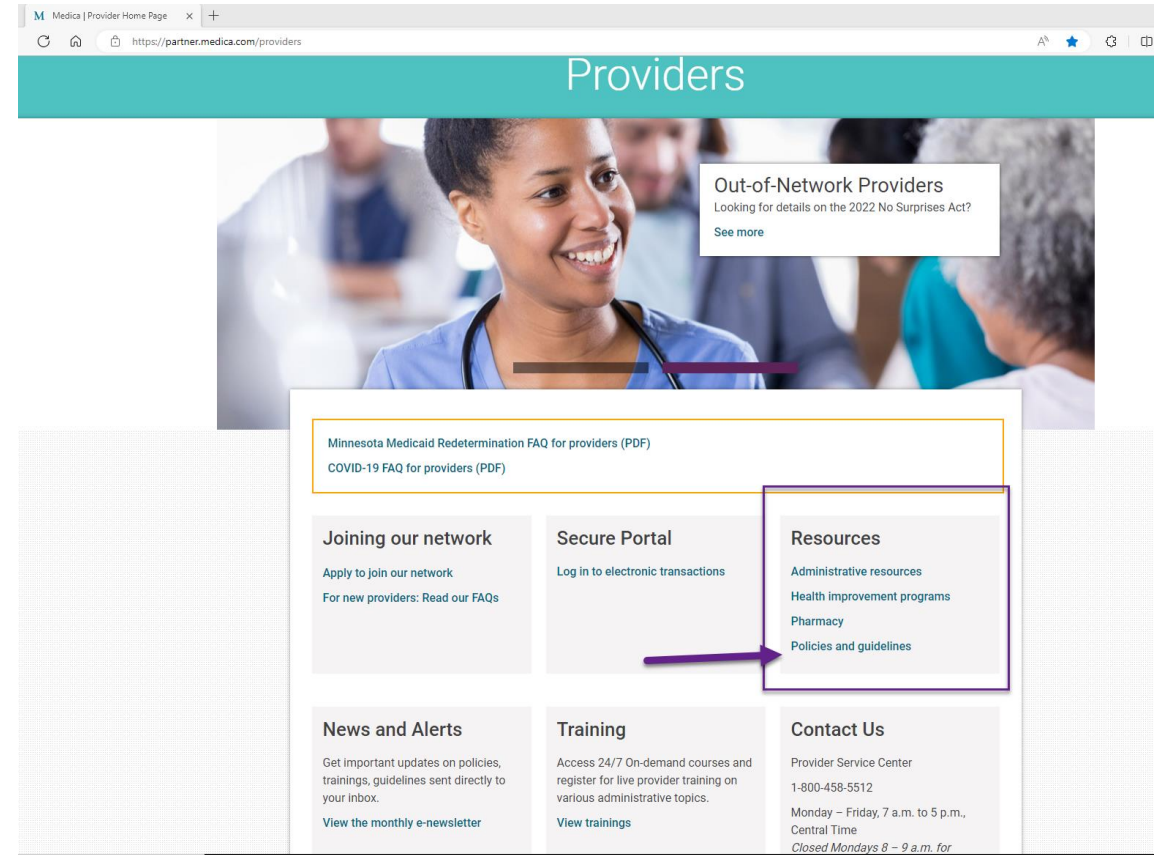 M Medica | Provider Home Page
https://partner.medica.com/providers
Providers
Out-of-Network Providers
Looking for details on the 2022 No Surprises Act?
See more
Minnesota Medicaid Redetermination FAQ for providers (PDF)
COVID-19 FAQ for providers (PDF)
Joining our network
Apply to join our network
For new providers: Read our FAQs
Secure Portal
Log in to electronic transactions
Resources
Administrative resources
Health improvement programs
Pharmacy
Policies and guidelines
News and Alerts
Get important updates on policies,
trainings, guidelines sent directly to
your inbox.
View the monthly e-newsletter
Training
Access 24/7 On-demand courses and
register for live provider training on
various administrative topics.
View trainings
Contact Us
Provider Service Center
1-800-458-5512
Monday – Friday, 7 a.m. to 5 p.m.,
Central Time
Closed Mondays 8 – 9 a.m. for